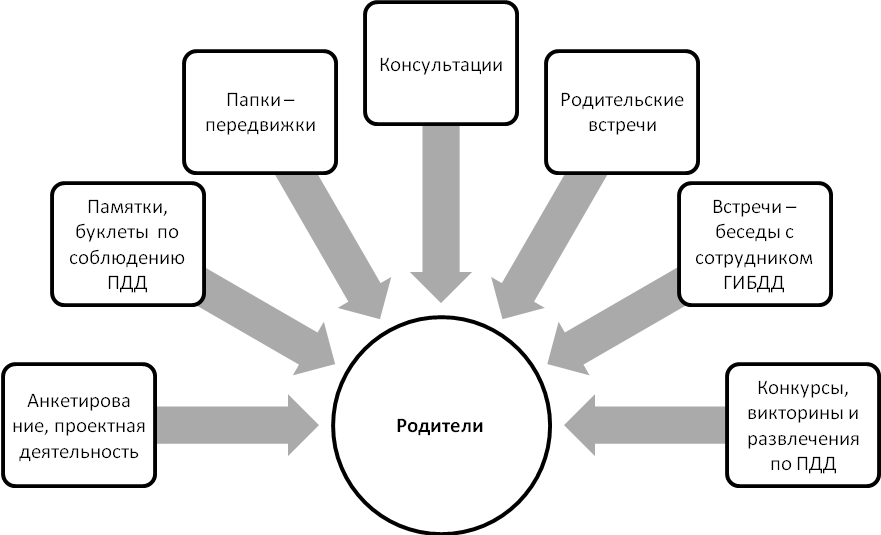 Консультации
Папки –
передвижки
Родительские
встречи
Памятки,
буклеты по
соблюдению
ПДД
Встречи –
беседы с
сотрудником
ГИБДД
Анкетирова
ние, проектная
деятельность
Родители
Конкурсы,
викторины и
развлечения
по ПДД